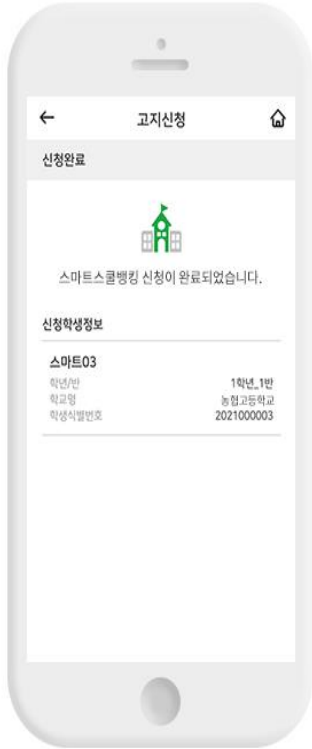 고지신청
신청완료
스마트스쿨뱅킹 신청이 완료되었습니다.
신청학생정보
스마트03
학년/반 1학년_1반
학교명 농협고등학교
학생식별번호 2021000003